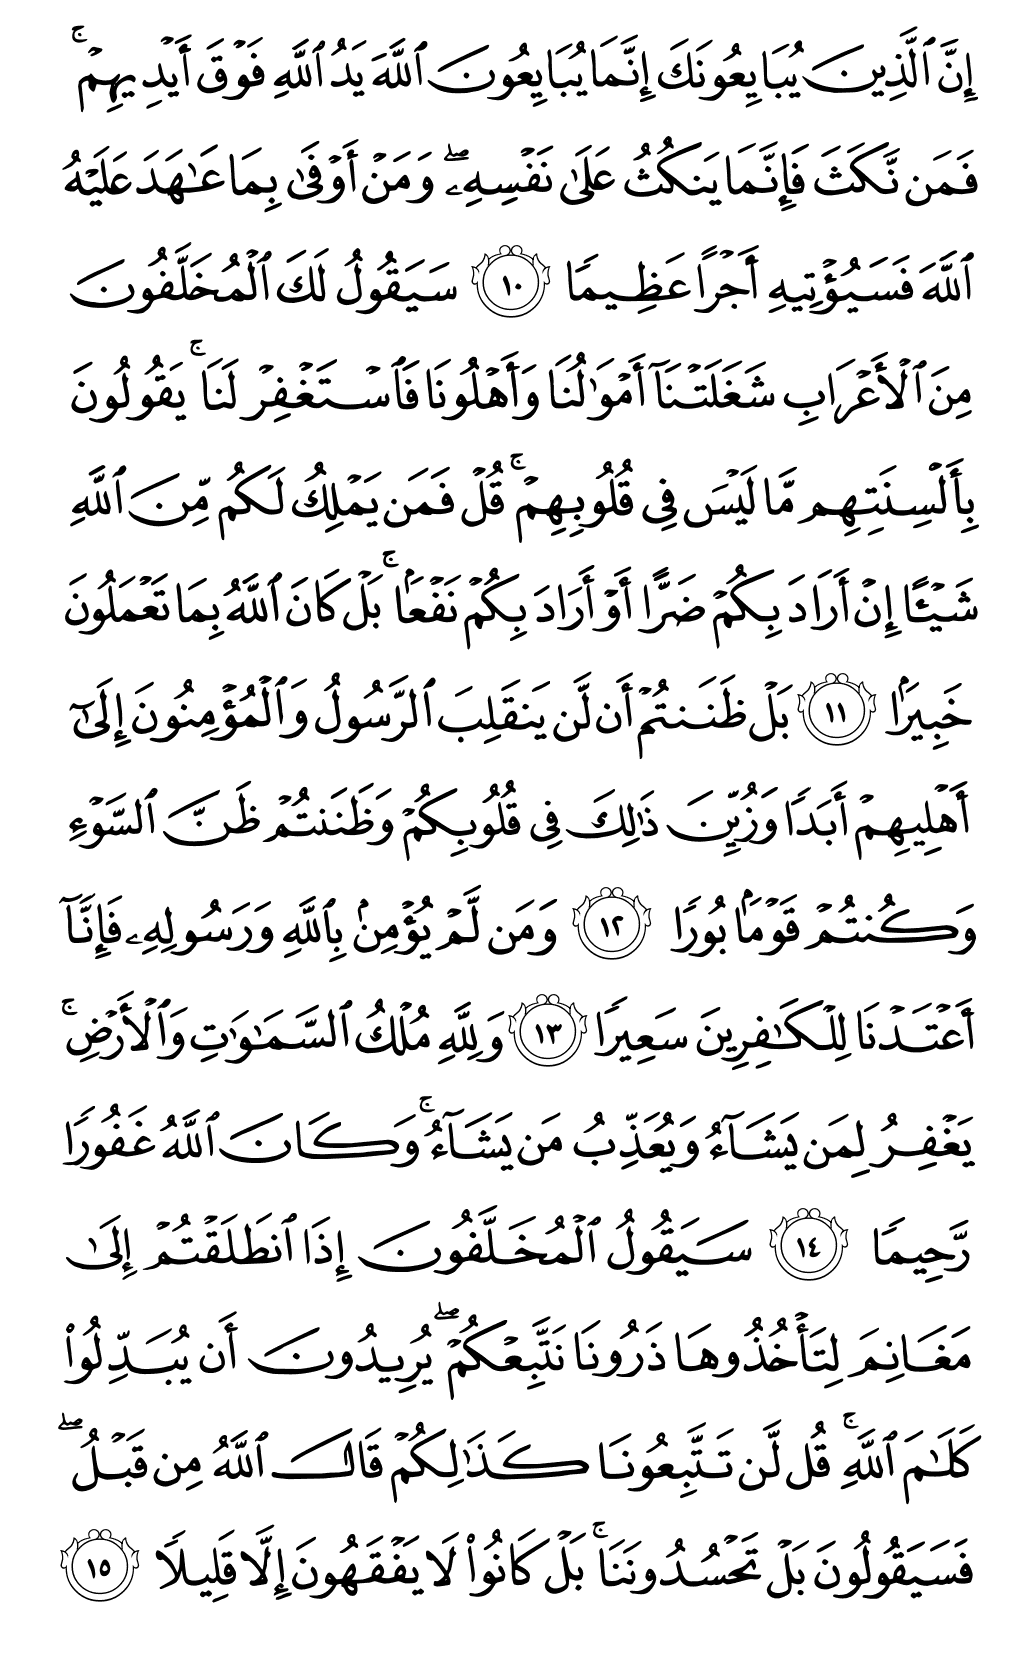 إِنَّ ٱلَّذِينَ يُبَايِعُونَكَ إِنَّمَا يُبَايِعُونَ ٱللَّهَ يَدُ ٱللَّهِ فَوْقَ أَيْدِيهِمْ ۚ
فَمَن نَّكَثَ فَإِنَّمَا يَنكُثُ عَلَىٰ نَفْسِهِۦ ۖ وَمَنْ أَوْفَىٰ بِمَا عَـٰهَدَ عَلَيْهُ
ٱللَّهَ فَسَيُؤْتِيهِ أَجْرًا عَظِيمًا ١٠ سَيَقُولُ لَكَ ٱلْمُخَلَّفُونَ
مِنَ ٱلْأَعْرَابِ شَغَلَتْنَآ أَمْوَٰلُنَا وَأَهْلُونَا فَٱسْتَغْفِرْ لَنَا ۚ يَقُولُونَ
بِأَلْسِنَتِهِم مَّا لَيْسَ فِى قُلُوبِهِمْ ۚ قُلْ فَمَن يَمْلِكُ لَكُم مِّنَ ٱللَّهِ
شَيْـًٔا إِنْ أَرَادَ بِكُمْ ضَرًّا أَوْ أَرَادَ بِكُمْ نَفْعًۢا ۚ بَلْ كَانَ ٱللَّهُ بِمَا تَعْمَلُونَ
خَبِيرًۢا ١١ بَلْ ظَنَنتُمْ أَن لَّن يَنقَلِبَ ٱلرَّسُولُ وَٱلْمُؤْمِنُونَ إِلَىٰٓ
أَهْلِيهِمْ أَبَدًا وَزُيِّنَ ذَٰلِكَ فِى قُلُوبِكُمْ وَظَنَنتُمْ ظَنَّ ٱلسَّوْءِ
وَكُنتُمْ قَوْمًۢا بُورًا ١٢ وَمَن لَّمْ يُؤْمِنۢ بِٱللَّهِ وَرَسُولِهِۦ فَإِنَّآ
أَعْتَدْنَا لِلْكَـٰفِرِينَ سَعِيرًا ١٣ وَلِلَّهِ مُلْكُ ٱلسَّمَـٰوَٰتِ وَٱلْأَرْضِ ۚ
يَغْفِرُ لِمَن يَشَآءُ وَيُعَذِّبُ مَن يَشَآءُ ۚ وَكَانَ ٱللَّهُ غَفُورًا
رَّحِيمًا ١٤ سَيَقُولُ ٱلْمُخَلَّفُونَ إِذَا ٱنطَلَقْتُمْ إِلَىٰ
مَغَانِمَ لِتَأْخُذُوهَا ذَرُونَا نَتَّبِعْكُمْ ۖ يُرِيدُونَ أَن يُبَدِّلُوا۟
كَلَـٰمَ ٱللَّهِ ۚ قُل لَّن تَتَّبِعُونَا كَذَٰلِكُمْ قَالَ ٱللَّهُ مِن قَبْلُ ۖ
فَسَيَقُولُونَ بَلْ تَحْسُدُونَنَا ۚ بَلْ كَانُوا۟ لَا يَفْقَهُونَ إِلَّا قَلِيلًا ١٥